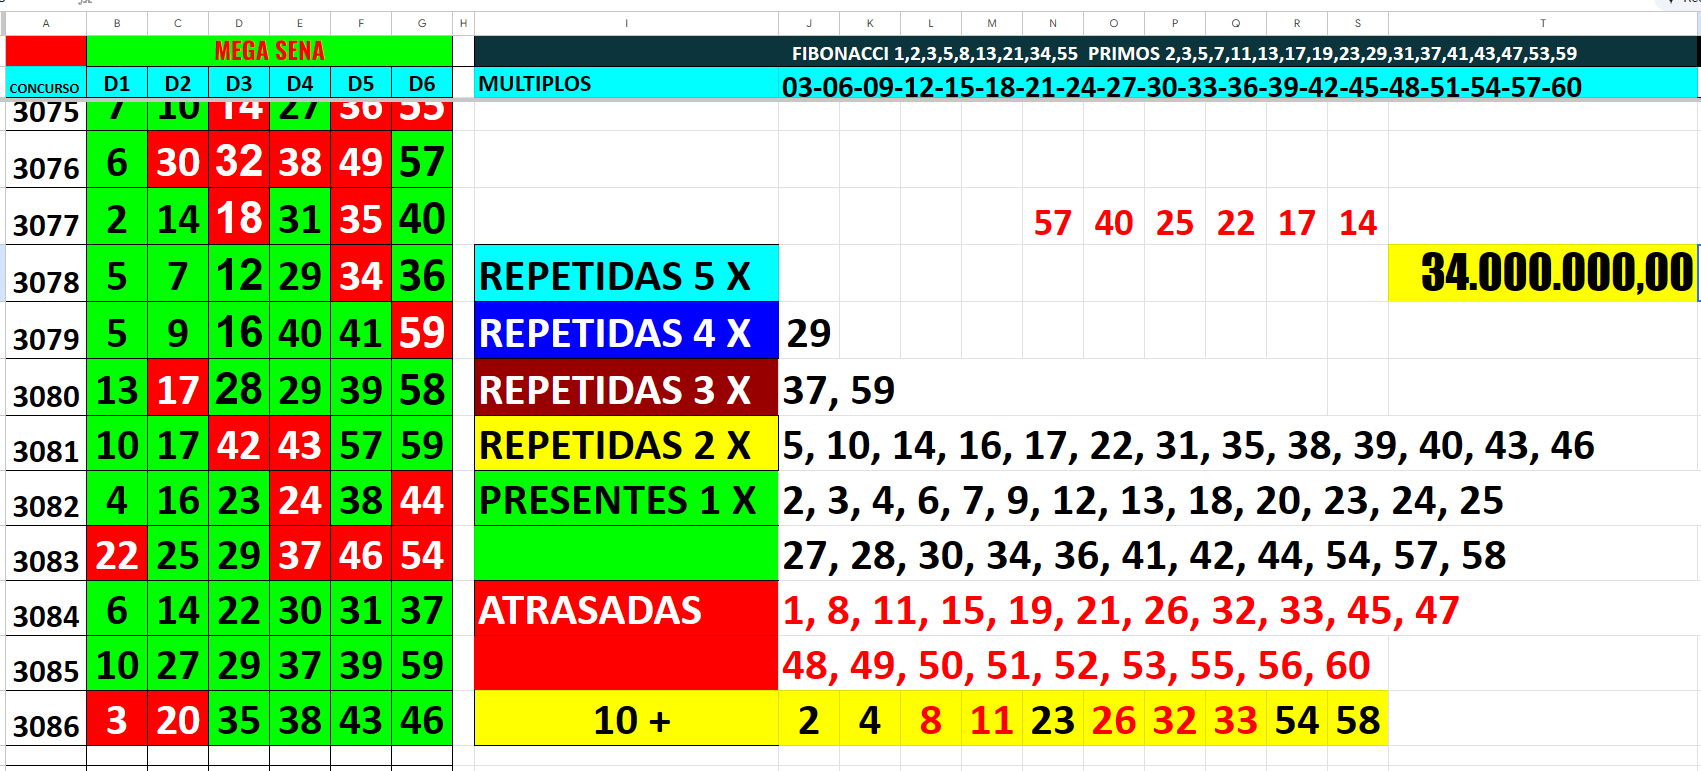 A B C D E F G H I J K L M N O P Q R S T
MEGA SENA FIBONACCI 1,2,3,5,8,13,21,34,55 PRIMOS 2,3,5,7,11,13,17,19,23,29,31,37,41,43,47,53,59
CONCURSO D1 D2 D3 D4 D5 D6 MULTIPLOS 03-06-09-12-15-18-21-24-27-30-33-36-39-42-45-48-51-54-57-60
3075 7 10 14 27 36 55
3076 6 30 32 38 49 57
3077 2 14 18 31 35 40 57 40 25 22 17 14
3078 5 7 12 29 34 36 REPETIDAS 5 X 34.000.000,00
3079 5 9 16 40 41 59 REPETIDAS 4 X 29
3080 13 17 28 29 39 58 REPETIDAS 3 X 37, 59
3081 10 17 42 43 57 59 REPETIDAS 2 X 5, 10, 14, 16, 17, 22, 31, 35, 38, 39, 40, 43, 46
3082 4 16 23 24 38 44 PRESENTES 1 X 2, 3, 4, 6, 7, 9, 12, 13, 18, 20, 23, 24, 25
3083 22 25 29 37 46 54 27, 28, 30, 34, 36, 41, 42, 44, 54, 57, 58
3084 6 14 22 30 31 37 ATRASADAS 1, 8, 11, 15, 19, 21, 26, 32, 33, 45, 47
3085 10 27 29 37 39 59 48, 49, 50, 51, 52, 53, 55, 56, 60
3086 3 20 35 38 43 46 10 + 2 4 8 11 23 26 32 33 54 58